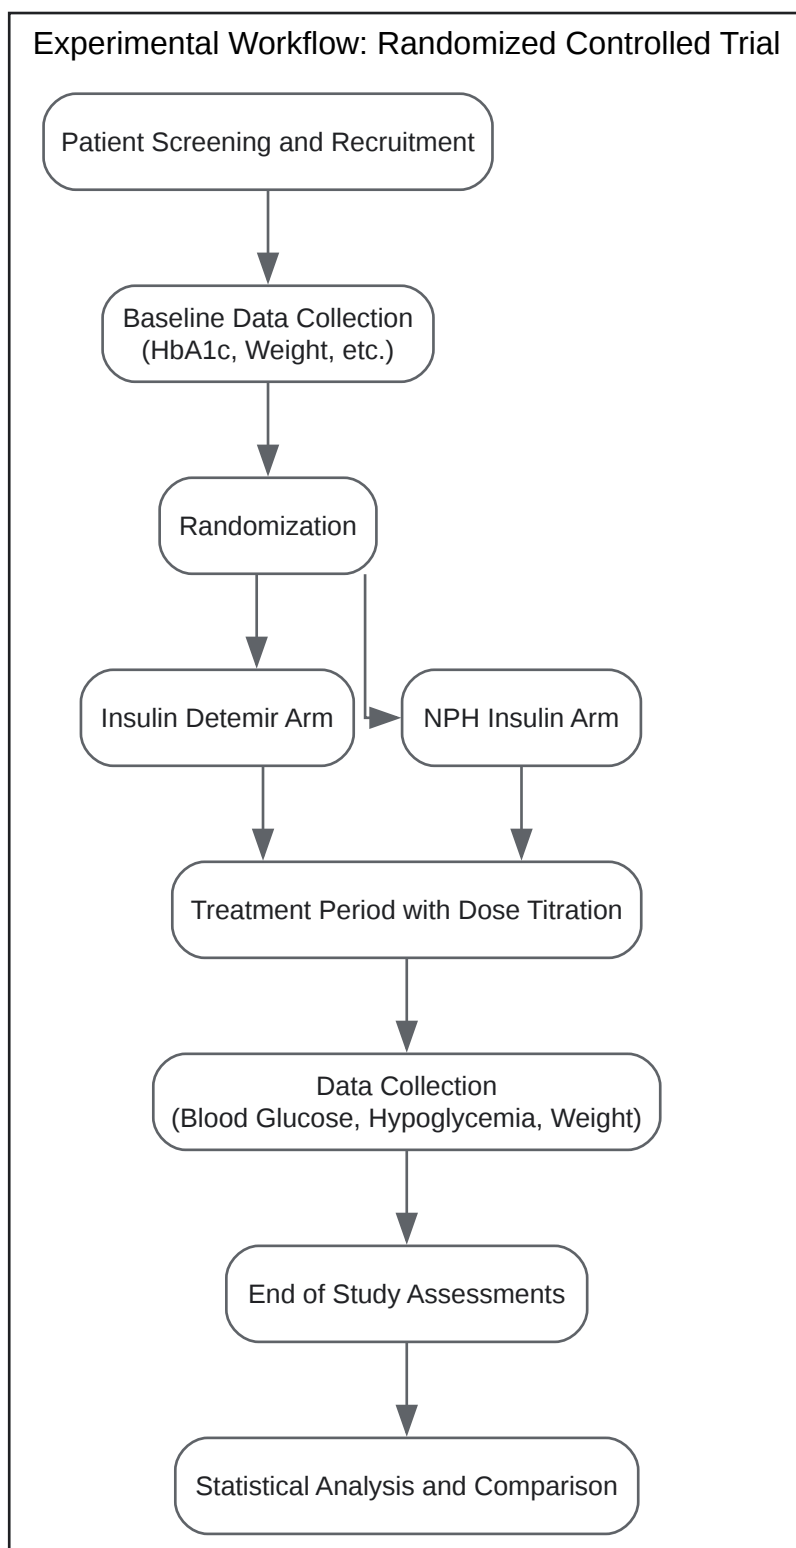 Experimental Workflow: Randomized Controlled Trial
Patient Screening and Recruitment
Baseline Data Collection
(HbA1c, Weight, etc.)
Randomization
Insulin Detemir Arm
NPH Insulin Arm
Treatment Period with Dose Titration
Data Collection
(Blood Glucose, Hypoglycemia, Weight)
End of Study Assessments
Statistical Analysis and Comparison